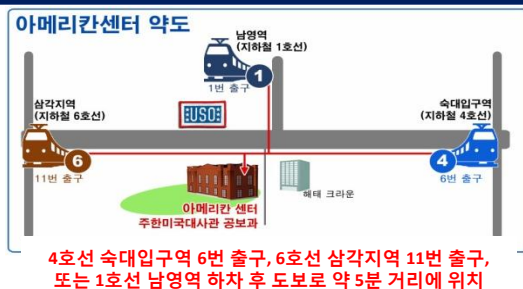 아메리칸센터 약도
남영역
(지하철 1호선)
1
1번 출구
삼각지역
(지하철 6호선)
USO
숙대입구역
(지하철 4호선)
6
11번 출구
4
6번 출구
해태 크라운
아메리칸 센터
주한미국대사관 공보과
4호선 숙대입구역 6번 출구, 6호선 삼각지역 11번 출구,
또는 1호선 남영역 하차 후 도보로 약 5분 거리에 위치